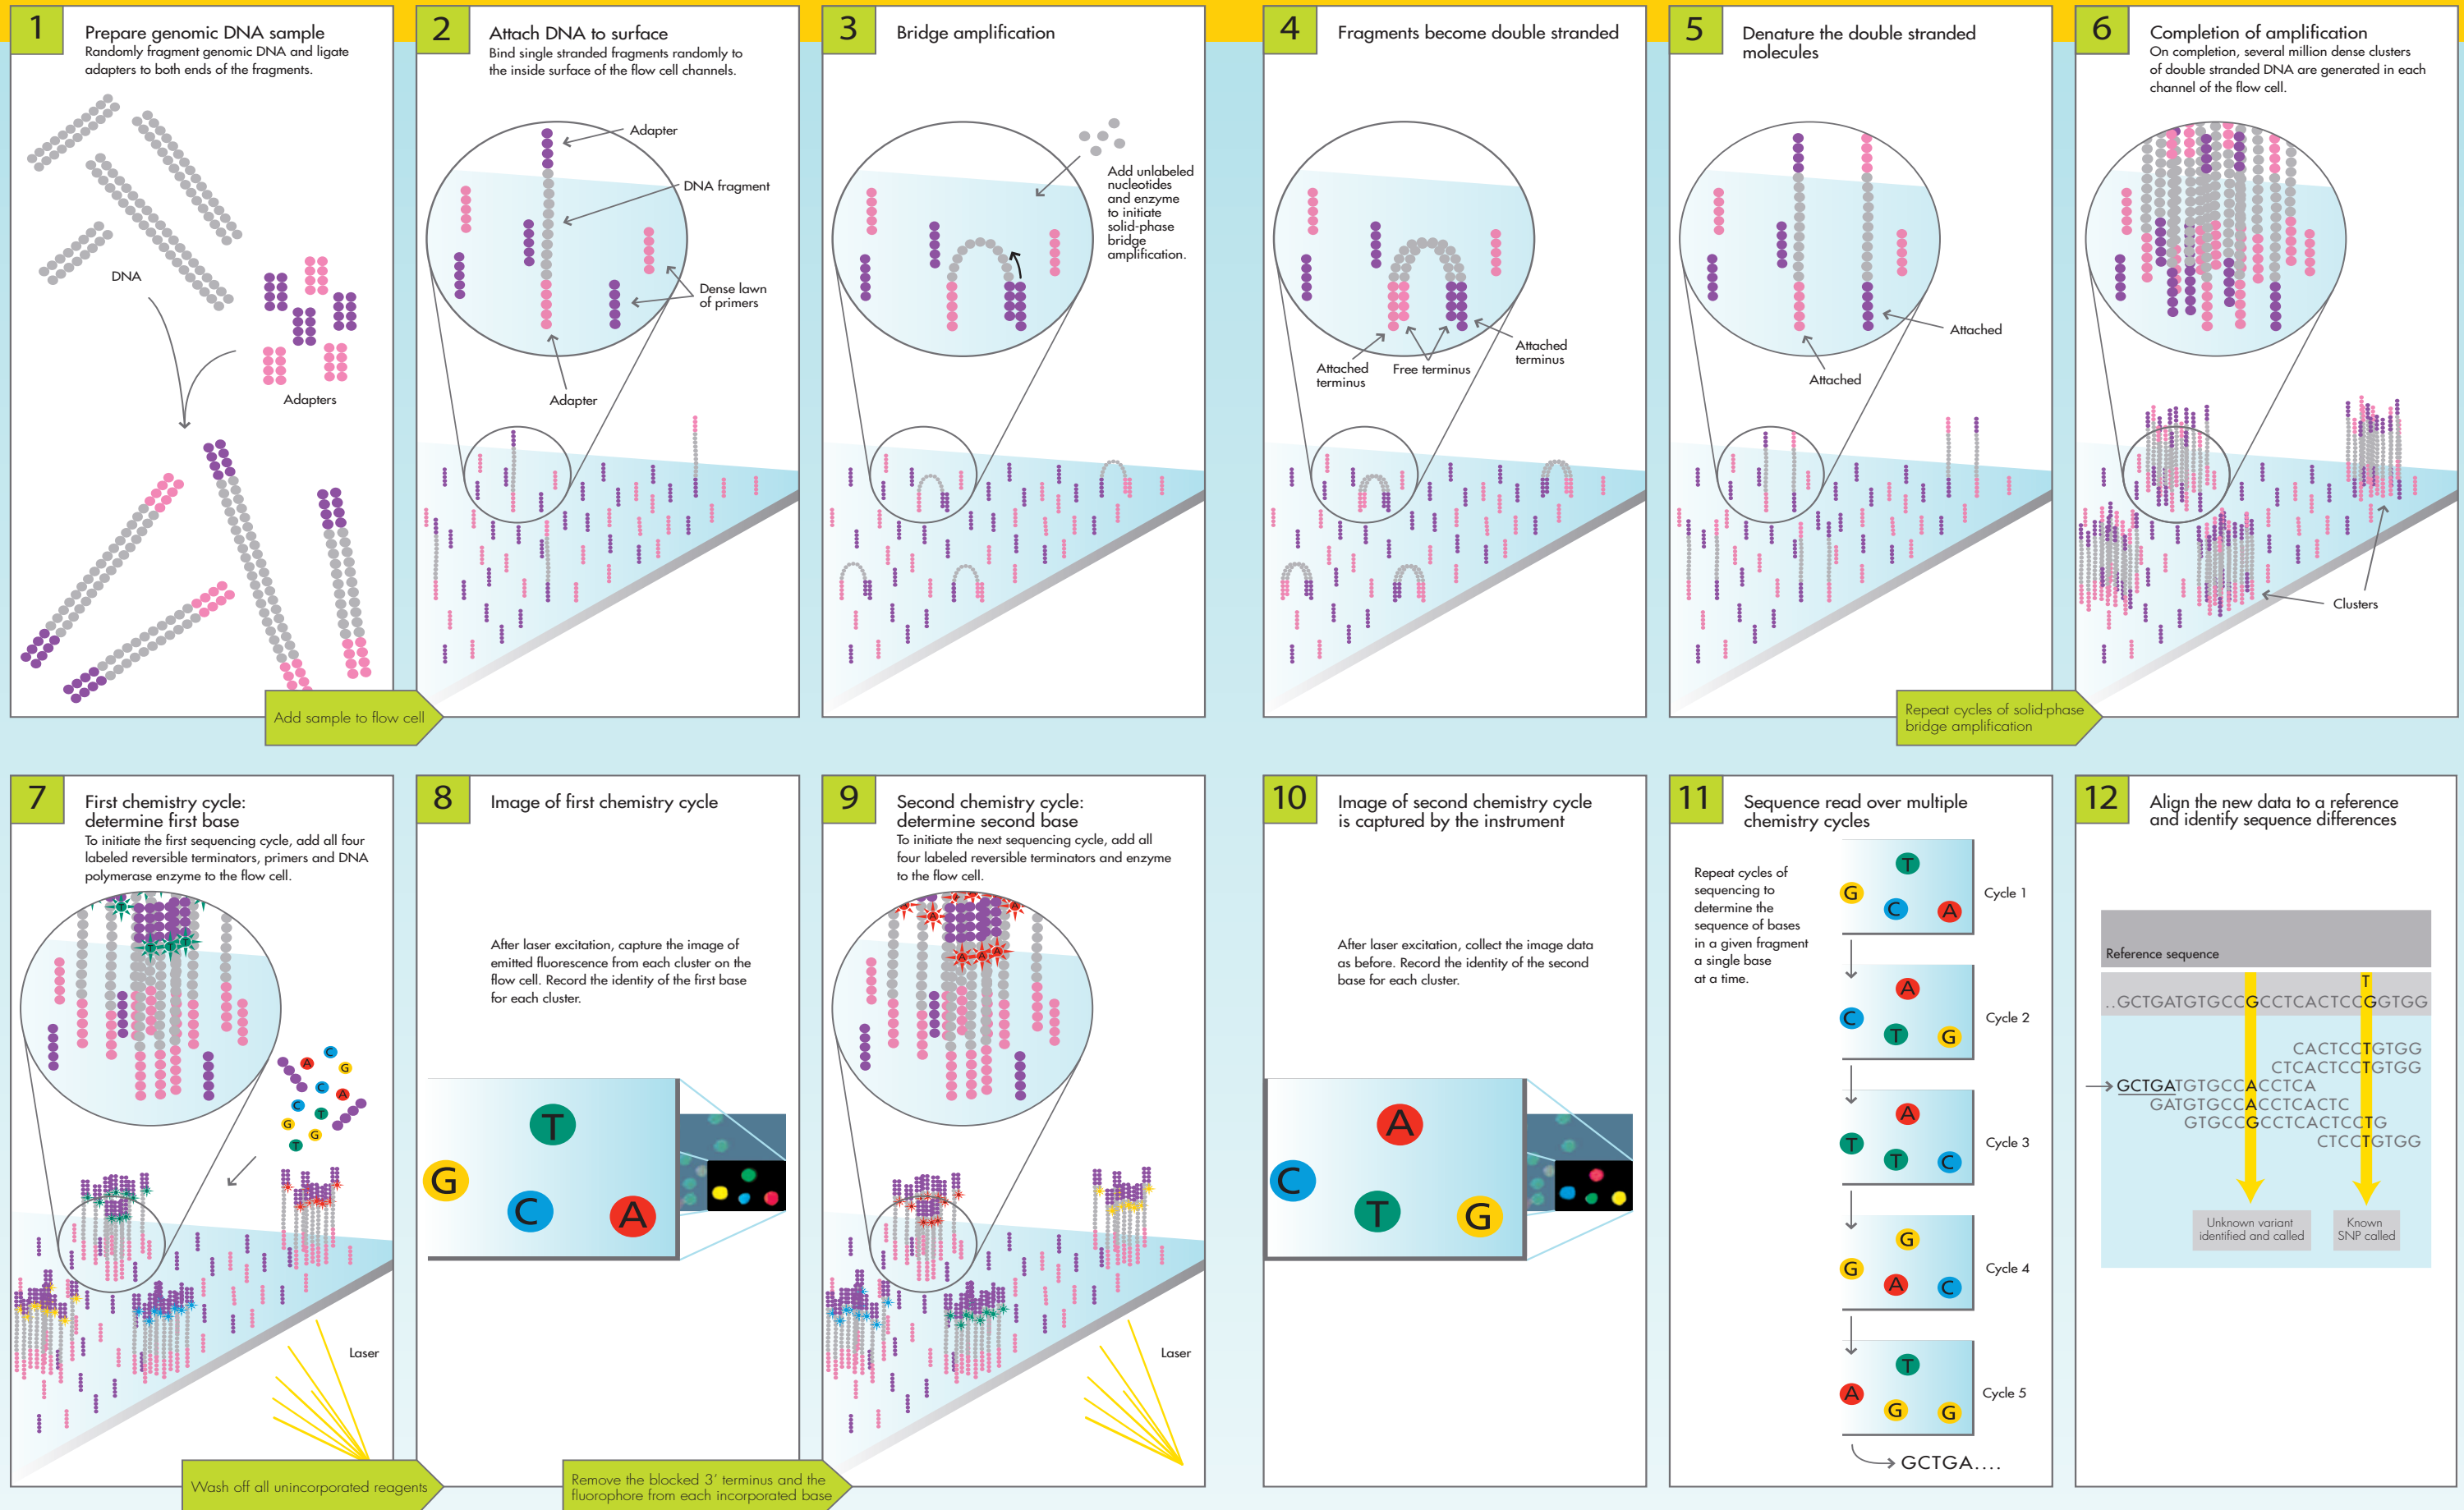 1
Prepare genomic DNA sample
Randomly fragment genomic DNA and ligate
adapters to both ends of the fragments.
DNA
Adapters
Add sample to flow cell
2
Attach DNA to surface
Bind single stranded fragments randomly to
the inside surface of the flow cell channels.
Adapter
DNA fragment
Dense lawn
of primers
Adapter
3
Bridge amplification
Add unlabeled
nucleotides
and enzyme
to initiate
solid-phase
bridge
amplification.
4
Fragments become double stranded
Attached
terminus
Free terminus
Attached
terminus
5
Denature the double stranded
molecules
Attached
Attached
Repeat cycles of solid-phase
bridge amplification
6
Completion of amplification
On completion, several million dense clusters
of double stranded DNA are generated in each
channel of the flow cell.
Clusters
7
First chemistry cycle:
determine first base
To initiate the first sequencing cycle, add all four
labeled reversible terminators, primers and DNA
polymerase enzyme to the flow cell.
T
T T T
C
A
G
C
A
C
T
G
G
T
Laser
Wash off all unincorporated reagents
8
Image of first chemistry cycle
After laser excitation, capture the image of
emitted fluorescence from each cluster on the
flow cell. Record the identity of the first base
for each cluster.
T
G
C
A
Remove the blocked 3’ terminus and the
fluorophore from each incorporated base
9
Second chemistry cycle:
determine second base
To initiate the next sequencing cycle, add all
four labeled reversible terminators and enzyme
to the flow cell.
A
A A A
Laser
10
Image of second chemistry cycle
is captured by the instrument
After laser excitation, collect the image data
as before. Record the identity of the second
base for each cluster.
A
C
T
G
11
Sequence read over multiple
chemistry cycles
Repeat cycles of
sequencing to
determine the
sequence of bases
in a given fragment
a single base
at a time.
T
G
C
A
Cycle 1
A
C
T
G
Cycle 2
A
T
T
C
Cycle 3
G
G
A
C
Cycle 4
T
A
G
G
Cycle 5
GCTGA....
12
Align the new data to a reference
and identify sequence differences
Reference sequence
T
..GCTGATGTGCCGCCTCACTCCGGTGG
CACTCCTGTGG
CTCACTCCTGTGG
GCTGATGTGCCACCTCA
GATGTGCCACCTCACTC
GTGCCGCCTCACTCCTG
CTCCTGTGG
Unknown variant
identified and called
Known
SNP called